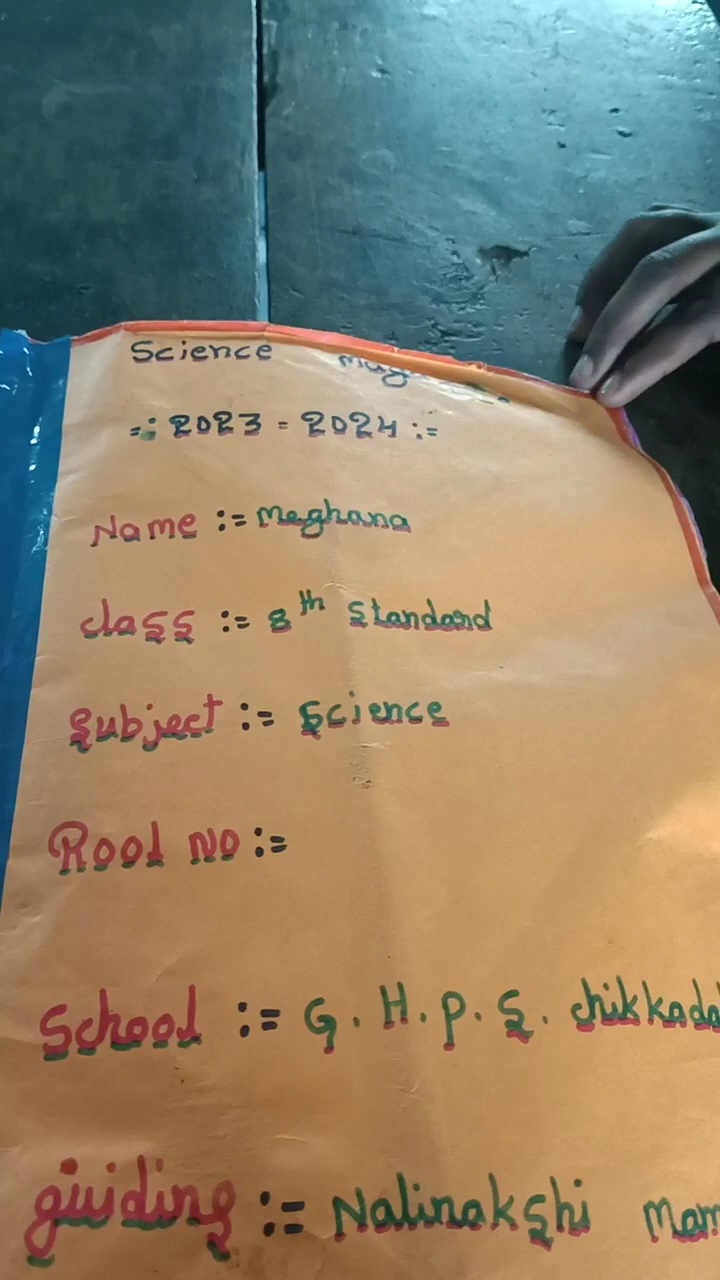 Science
=: 2023 = 2024 :=
Name := Meghana
class := 8th Standard
Subject := Science
Rool No :=
School := G. H. P. S.
guiding := Nalinakshi